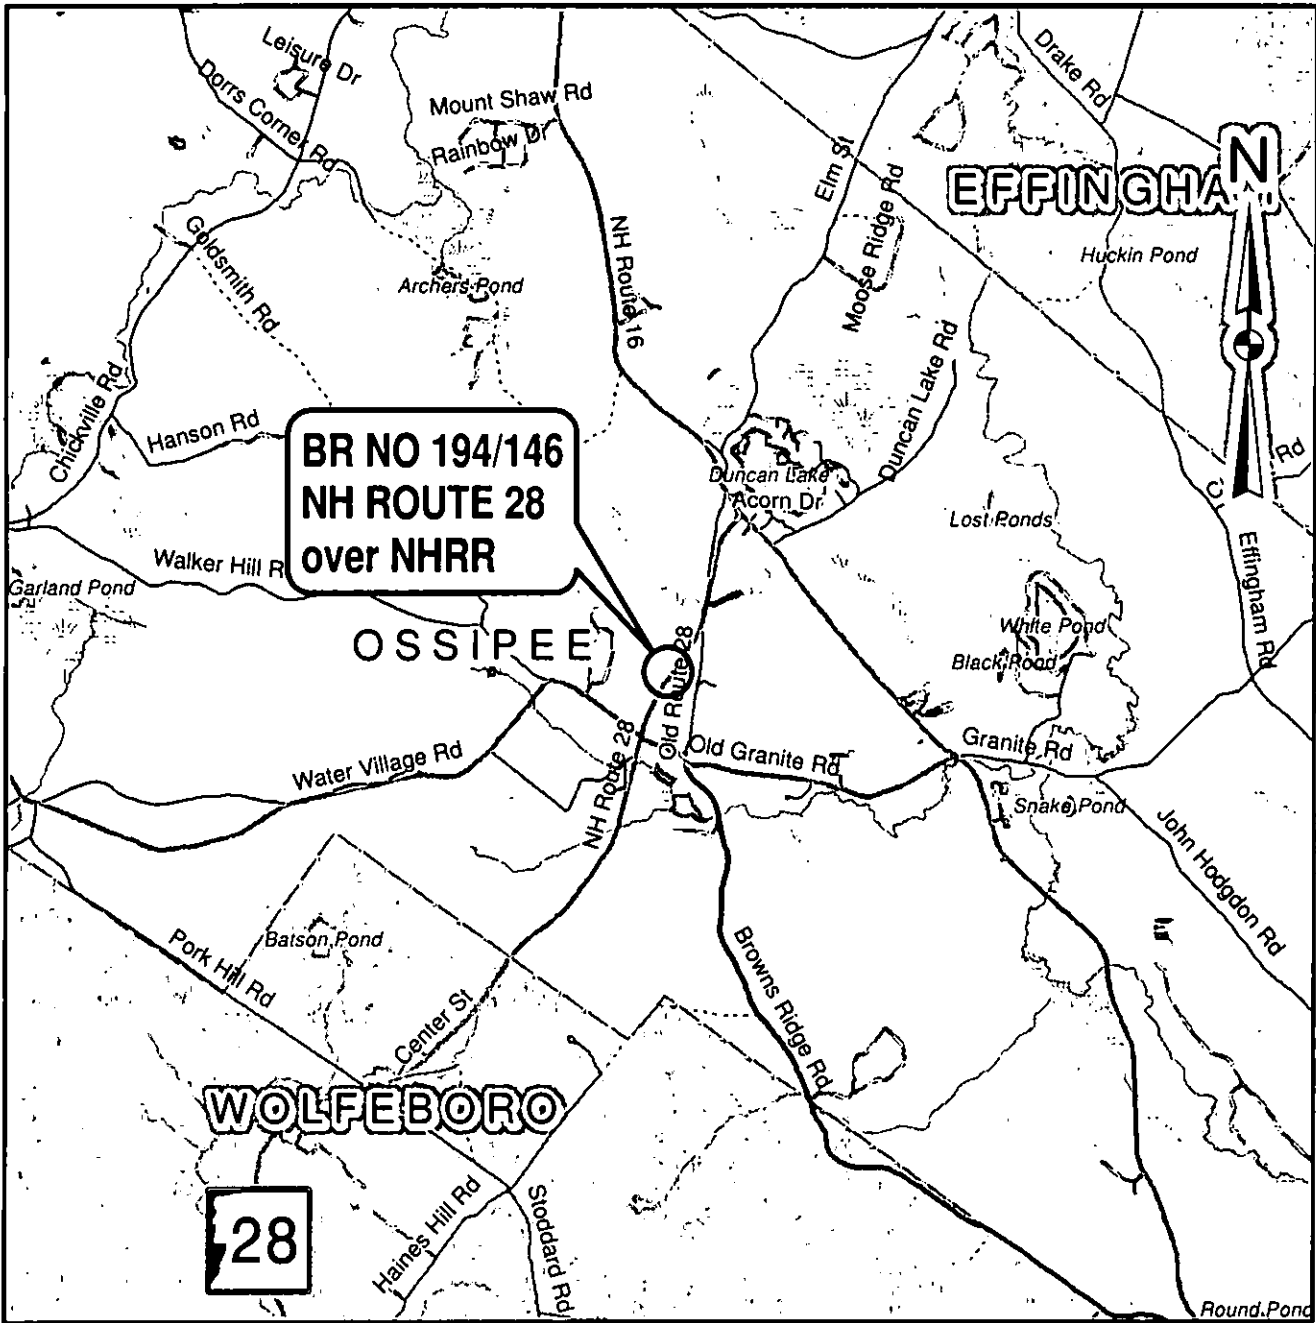 Leisure Dr
Dorrs Corner Rd
Mount Shaw Rd
Rainbow Dr
Drake Rd
Elm St
Moose Ridge Rd
EFFINGHA
N
Huckin Pond
NH Route 16
Goldsmith Rd
Archers Pond
Duncan Lake Rd
Chickville Rd
Hanson Rd
BR NO 194/146
NH ROUTE 28
over NHRR
Duncan Lake
Acorn Dr
Rd
Lost Ponds
Effingham Rd
Walker Hill R
Garland Pond
White Pond
OSSIPEE
Black Pond
Old Route 28
NH Route 28
Water Village Rd
Old Granite Rd
Granite Rd
Snake Pond
John Hodgdon Rd
Batson Pond
Pork Hill Rd
Browns Ridge Rd
Center St
WOLFEBORO
28
Haines Hill Rd
Stoddard Rd
Round Pond